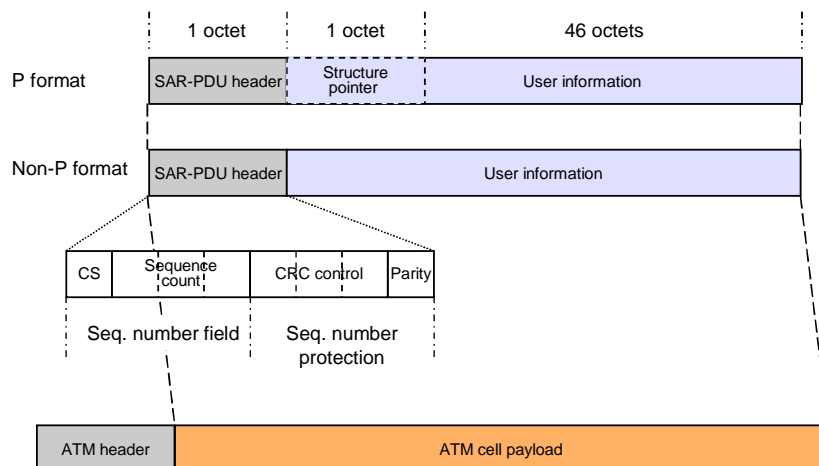 1 octet 1 octet 46 octets
P format SAR-PDU header Structure pointer User information
Non-P format SAR-PDU header User information
CS Sequence count CRC control Parity
Seq. number field Seq. number protection
ATM header ATM cell payload